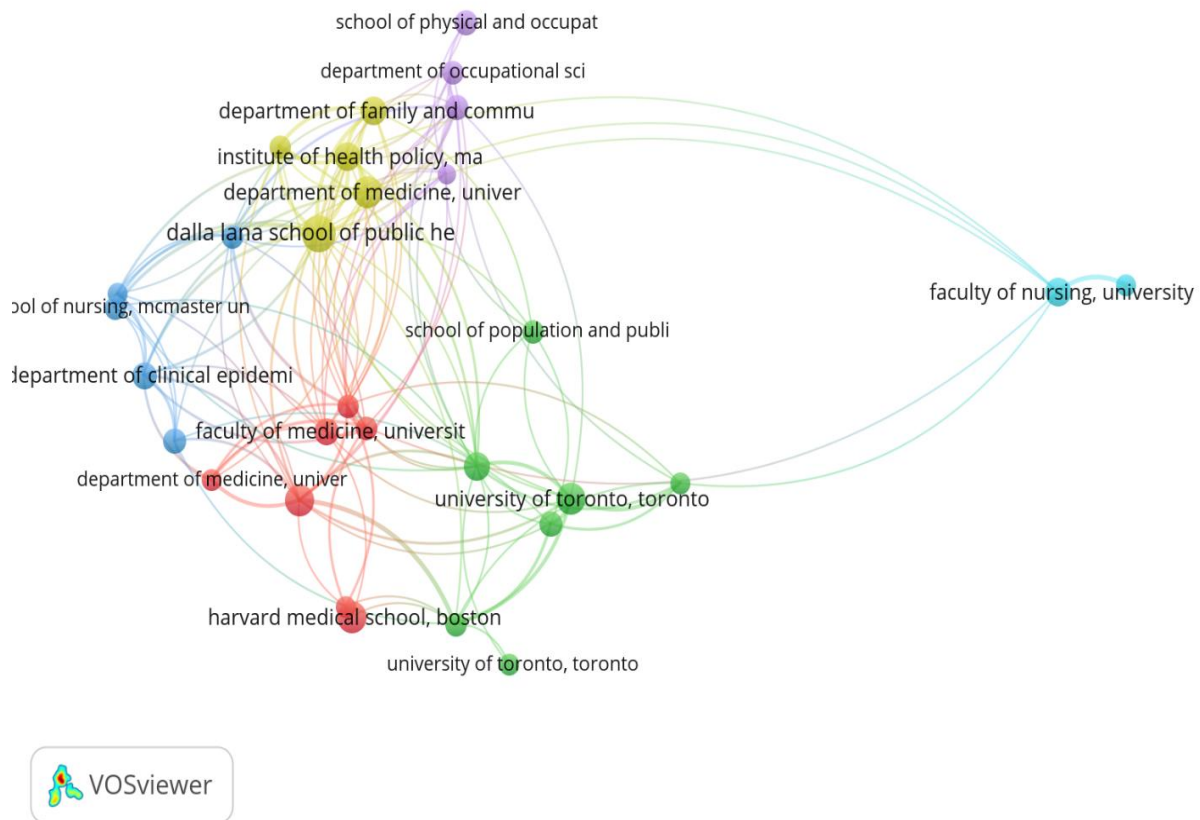 school of physical and occupat
department of occupational sci
department of family and commu
institute of health policy, ma
department of medicine, univer
dalla lana school of public he
faculty of nursing, university
ool of nursing, mcmaster un
school of population and publi
department of clinical epidemi
faculty of medicine, universit
department of medicine, univer
university of toronto, toronto
harvard medical school, boston
university of toronto, toronto
VOSviewer